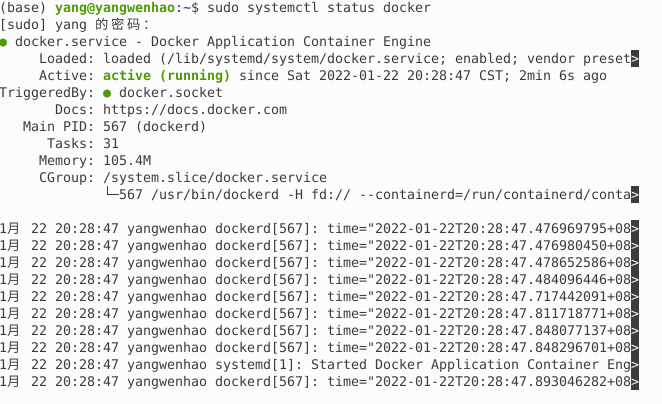 (base) yang@yangwenhao:~$ sudo systemctl status docker
[sudo] yang 的密码：
● docker.service - Docker Application Container Engine
     Loaded: loaded (/lib/systemd/system/docker.service; enabled; vendor preset>
     Active: active (running) since Sat 2022-01-22 20:28:47 CST; 2min 6s ago
TriggeredBy: ● docker.socket
       Docs: https://docs.docker.com
   Main PID: 567 (dockerd)
      Tasks: 31
     Memory: 105.4M
     CGroup: /system.slice/docker.service
             └─567 /usr/bin/dockerd -H fd:// --containerd=/run/containerd/conta>
1月 22 20:28:47 yangwenhao dockerd[567]: time="2022-01-22T20:28:47.476969795+08>
1月 22 20:28:47 yangwenhao dockerd[567]: time="2022-01-22T20:28:47.476980450+08>
1月 22 20:28:47 yangwenhao dockerd[567]: time="2022-01-22T20:28:47.478652586+08>
1月 22 20:28:47 yangwenhao dockerd[567]: time="2022-01-22T20:28:47.484096446+08>
1月 22 20:28:47 yangwenhao dockerd[567]: time="2022-01-22T20:28:47.717442091+08>
1月 22 20:28:47 yangwenhao dockerd[567]: time="2022-01-22T20:28:47.811718771+08>
1月 22 20:28:47 yangwenhao dockerd[567]: time="2022-01-22T20:28:47.848077137+08>
1月 22 20:28:47 yangwenhao dockerd[567]: time="2022-01-22T20:28:47.848296701+08>
1月 22 20:28:47 yangwenhao systemd[1]: Started Docker Application Container Eng>
1月 22 20:28:47 yangwenhao dockerd[567]: time="2022-01-22T20:28:47.893046282+08>